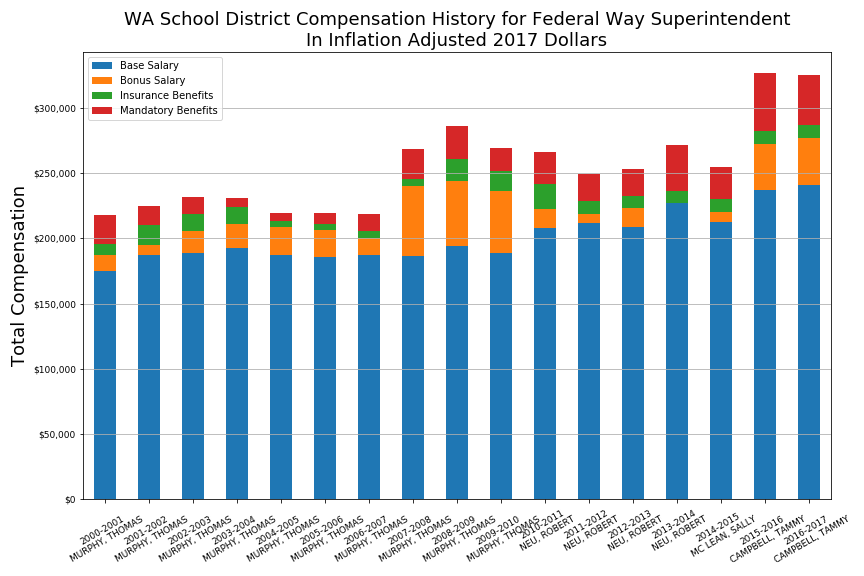 WA School District Compensation History for Federal Way Superintendent
In Inflation Adjusted 2017 Dollars
Base Salary
Bonus Salary
Insurance Benefits
Mandatory Benefits
Total Compensation
$300,000
$250,000
$200,000
$150,000
$100,000
$50,000
$0
2000-2001
MURPHY, THOMAS
2001-2002
MURPHY, THOMAS
2002-2003
MURPHY, THOMAS
2003-2004
MURPHY, THOMAS
2004-2005
MURPHY, THOMAS
2005-2006
MURPHY, THOMAS
2006-2007
MURPHY, THOMAS
2007-2008
MURPHY, THOMAS
2008-2009
MURPHY, THOMAS
2009-2010
MURPHY, THOMAS
2010-2011
NEU, ROBERT
2011-2012
NEU, ROBERT
2012-2013
NEU, ROBERT
2013-2014
NEU, ROBERT
2014-2015
MC LEAN, SALLY
2015-2016
CAMPBELL, TAMMY
2016-2017
CAMPBELL, TAMMY